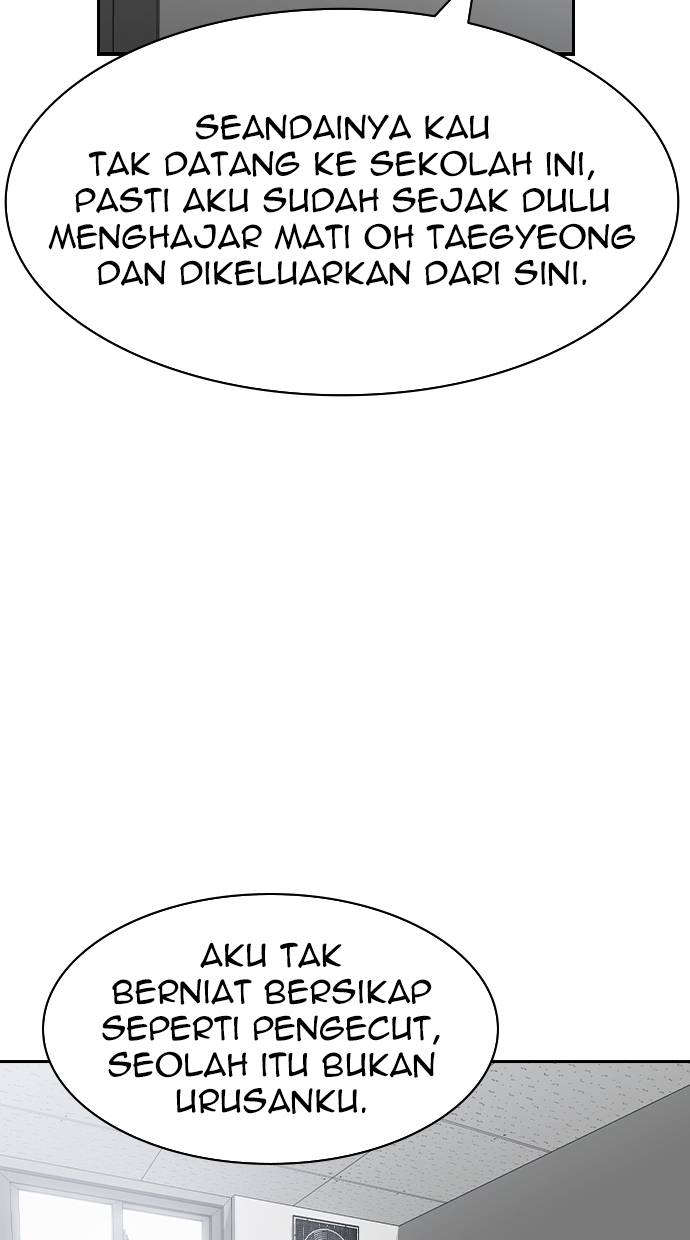 SEANDAINYA KAU
TAK DATANG KE SEKOLAH INI,
PASTI AKU SUDAH SEJAK DULU
MENGHAJAR MATI OH TAEGYEONG
DAN DIKELUARKAN DARI SINI.
AKU TAK
BERNIAT BERSIKAP
SEPERTI PENGECUT,
SEOLAH ITU BUKAN
URUSANKU.